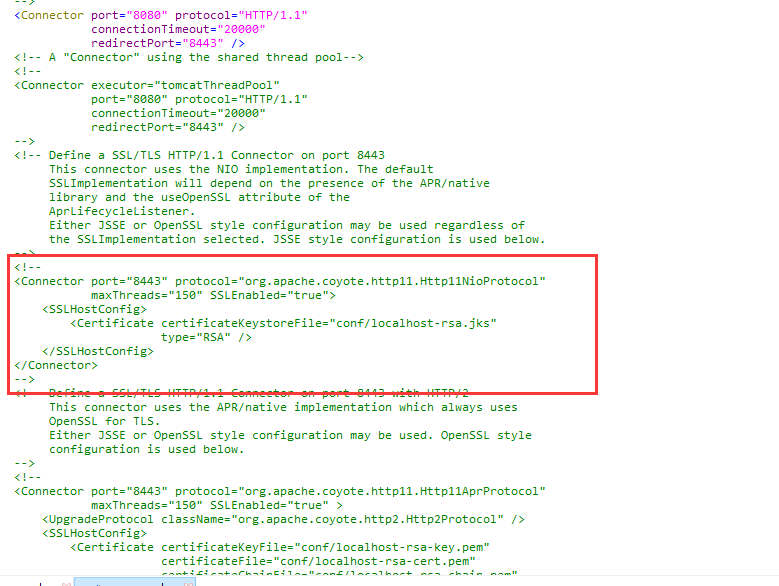 -->
<Connector port="8080" protocol="HTTP/1.1"
connectionTimeout="20000"
redirectPort="8443" />
<!-- A "Connector" using the shared thread pool-->
<!--
<Connector executor="tomcatThreadPool"
port="8080" protocol="HTTP/1.1"
connectionTimeout="20000"
redirectPort="8443" />
-->
<!-- Define a SSL/TLS HTTP/1.1 Connector on port 8443
This connector uses the NIO implementation. The default
SSLImplementation will depend on the presence of the APR/native
library and the useOpenSSL attribute of the
AprLifecycleListener.
Either JSSE or OpenSSL style configuration may be used regardless of
the SSLImplementation selected. JSSE style configuration is used below.
-->
<!--
<Connector port="8443" protocol="org.apache.coyote.http11.Http11NioProtocol"
maxThreads="150" SSLEnabled="true">
<SSLHostConfig>
<Certificate certificateKeystoreFile="conf/localhost-rsa.jks"
type="RSA" />
</SSLHostConfig>
</Connector>
-->
<!-- Define a SSL/TLS HTTP/1.1 Connector on port 8443 with HTTP/2
This connector uses the APR/native implementation which always uses
OpenSSL for TLS.
Either JSSE or OpenSSL style configuration may be used. OpenSSL style
configuration is used below.
-->
<!--
<Connector port="8443" protocol="org.apache.coyote.http11.Http11AprProtocol"
maxThreads="150" SSLEnabled="true" >
<UpgradeProtocol className="org.apache.coyote.http2.Http2Protocol" />
<SSLHostConfig>
<Certificate certificateKeyFile="conf/localhost-rsa-key.pem"
certificateFile="conf/localhost-rsa-cert.pem"
certificateChainFile="conf/localhost-rsa-chain.pem"